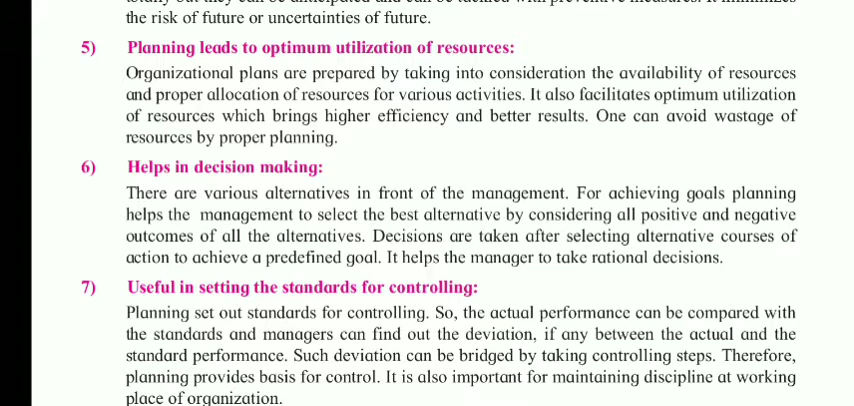 the risk of future or uncertainties of future.
5) Planning leads to optimum utilization of resources:
Organizational plans are prepared by taking into consideration the availability of resources
and proper allocation of resources for various activities. It also facilitates optimum utilization
of resources which brings higher efficiency and better results. One can avoid wastage of
resources by proper planning.
6) Helps in decision making:
There are various alternatives in front of the management. For achieving goals planning
helps the management to select the best alternative by considering all positive and negative
outcomes of all the alternatives. Decisions are taken after selecting alternative courses of
action to achieve a predefined goal. It helps the manager to take rational decisions.
7) Useful in setting the standards for controlling:
Planning set out standards for controlling. So, the actual performance can be compared with
the standards and managers can find out the deviation, if any between the actual and the
standard performance. Such deviation can be bridged by taking controlling steps. Therefore,
planning provides basis for control. It is also important for maintaining discipline at working
place of organization.